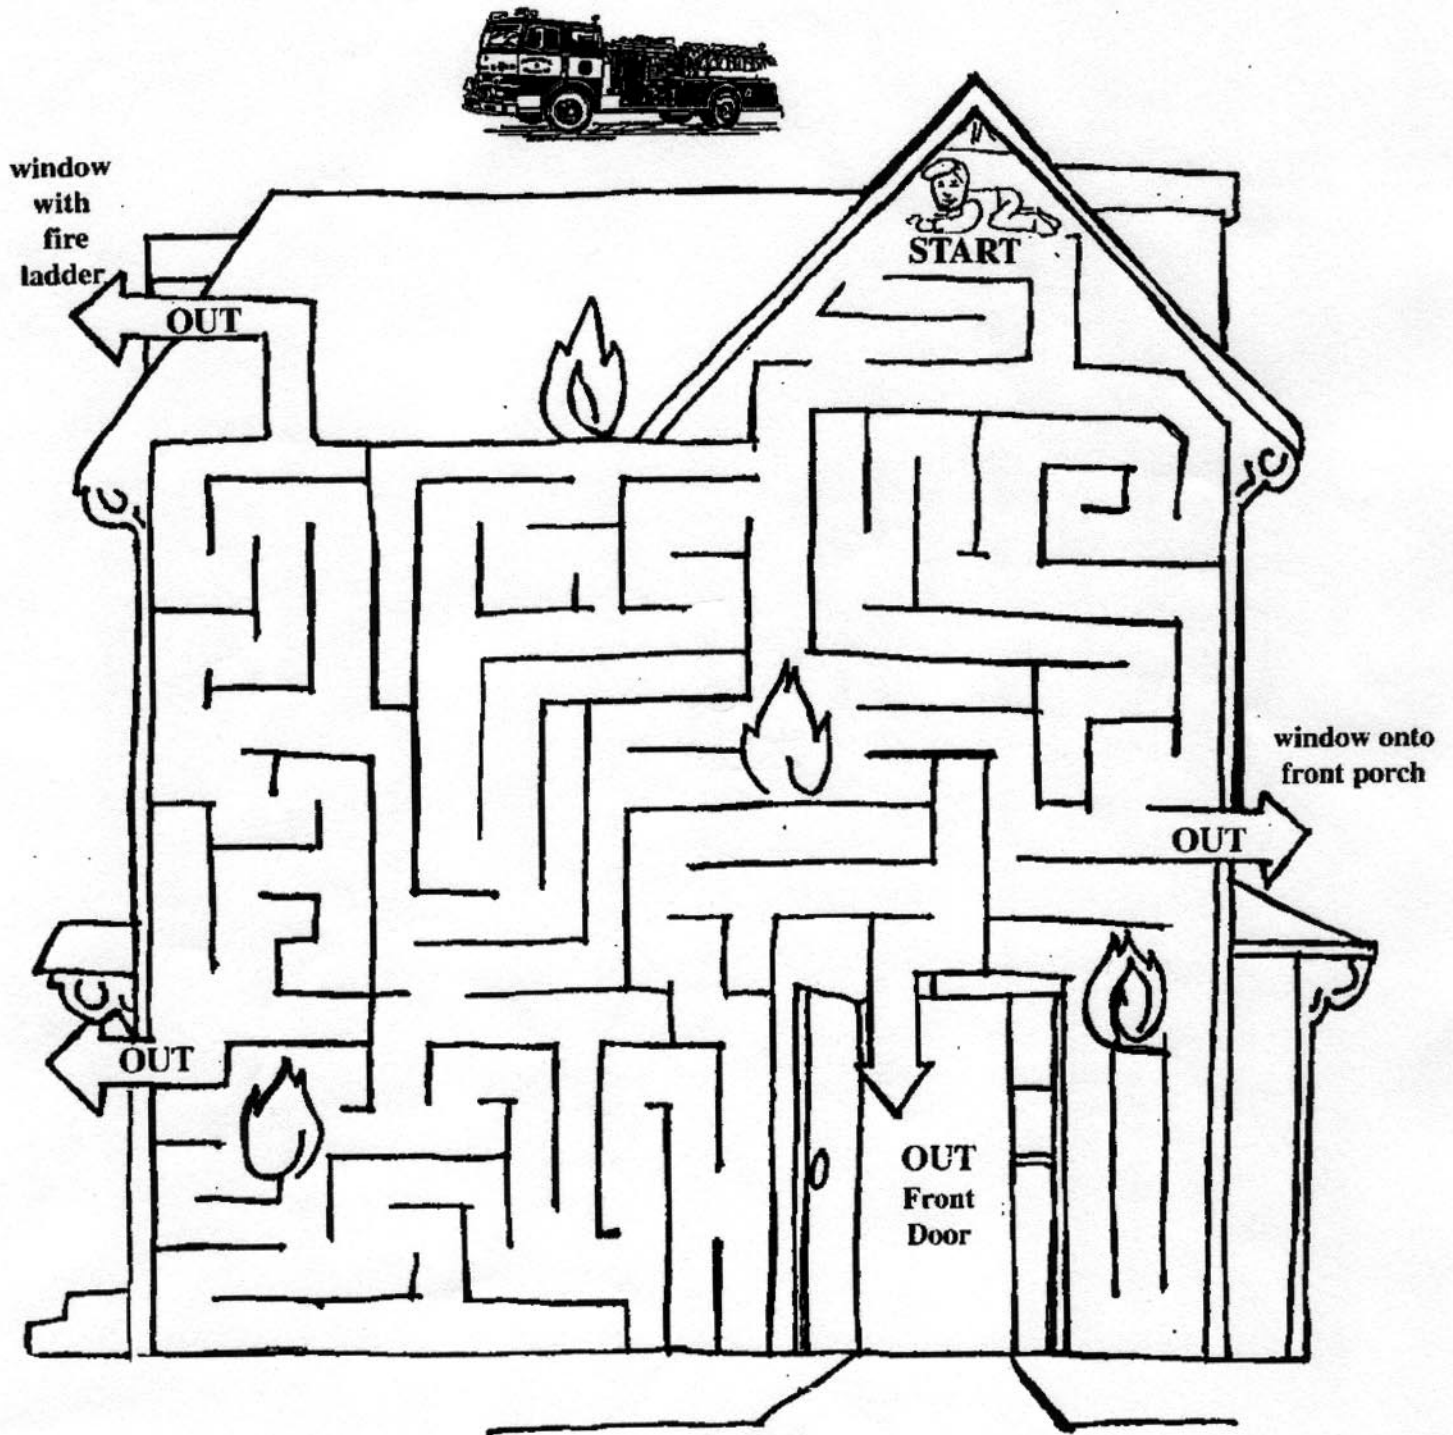 window
with
fire
ladder
OUT
START
window onto
front porch
OUT
OUT
OUT
Front
Door